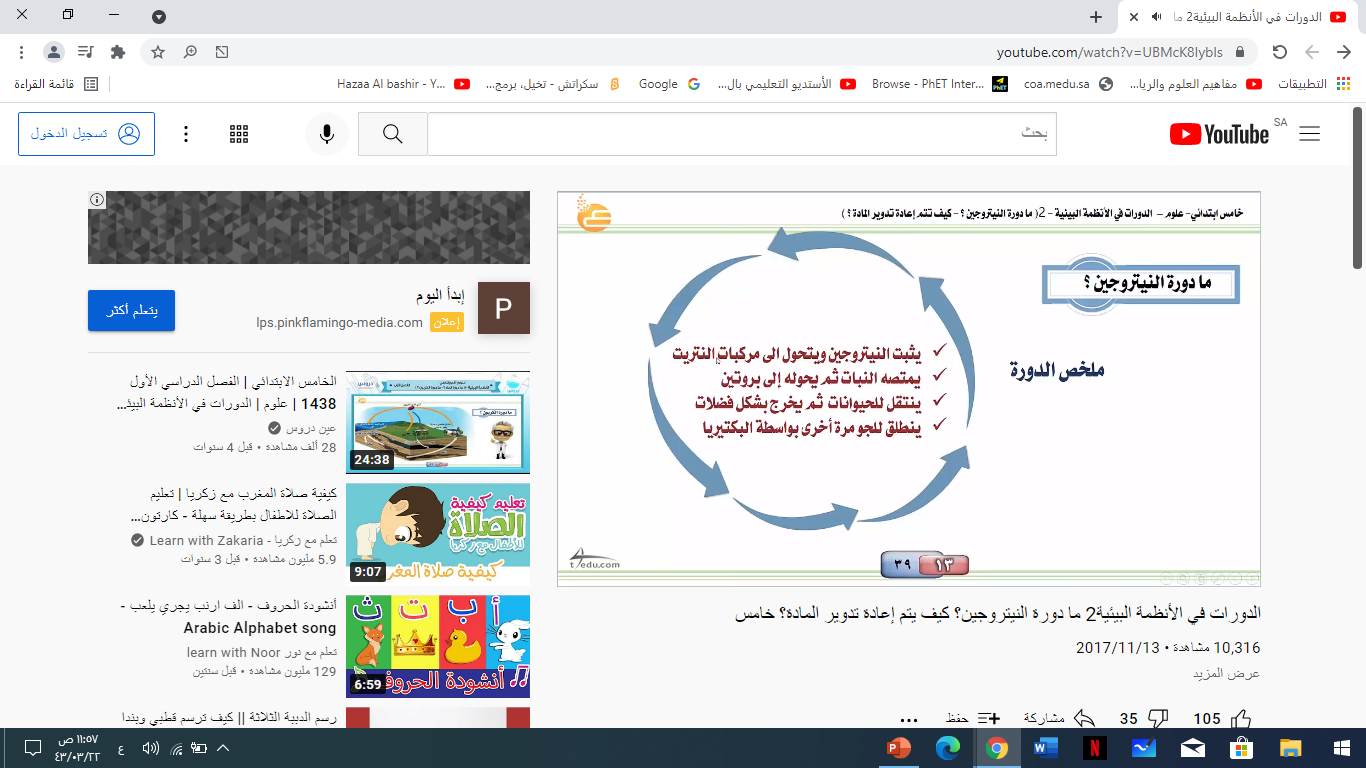 الدورات في الأنظمة البيئية2 ما
youtube.com/watch?v=UBMcK8Iybls
التطبيقات
مفاهيم العلوم والريا...
coa.medu.sa
Browse - PhET Inter...
الأستديو التعليمي بال...
Google
سكراتش - تخيل، برمج...
Hazaa Al bashir - Y...
قائمة القراءة
YouTube SA
بحث
تسجيل الدخول
خامس ابتدائي- علوم – الدورات في الأنظمة البيئية - 2( ما دورة النيتروجين ؟ - كيف تتم إعادة تدوير المادة ؟ )
ما دورة النيتروجين ؟
ملخص الدورة
يثبت النيتروجين ويتحول الى مركبات النتريت
يمتصه النبات ثم يحوله إلى بروتين
ينتقل للحيوانات ثم يخرج بشكل فضلات
ينطلق للجو مرة أخرى بواسطة البكتيريا
١٣
٣٩
الدورات في الأنظمة البيئية2 ما دورة النيتروجين؟ كيف يتم إعادة تدوير المادة؟ خامس
10,316 مشاهدة • 2017/11/13
عرض المزيد
105
35
مشاركة
حفظ
P
إبدأ اليوم
إعلان lps.pinkflamingo-media.com
يتعلم أكثر
24:38
الخامس الابتدائي | الفصل الدراسي الأول
1438 | علوم | الدورات في الأنظمة البيئ...
عين دروس
28 ألف مشاهدة • قبل 4 سنوات
تعليم كيفية
الصلاة
للأطفال مع زكريا
كيفية صلاة المغر
9:07
كيفية صلاة المغرب مع زكريا | تعليم
الصلاة للاطفال بطريقة سهلة - كارتون...
تعلم مع زكريا - Learn with Zakaria
5.9 مليون مشاهدة • قبل 3 سنوات
أ ب ت ث
أنشودة الحروف
6:59
أنشودة الحروف - الف ارنب يجري يلعب -
Arabic Alphabet song
تعلم مع نور learn with Noor
129 مليون مشاهدة • قبل سنتين
رسم الدببة الثلاثة || كيف ترسم قطبي وبندا
ع
١١:٥٧ ص
٤٣/٠٣/٢٢